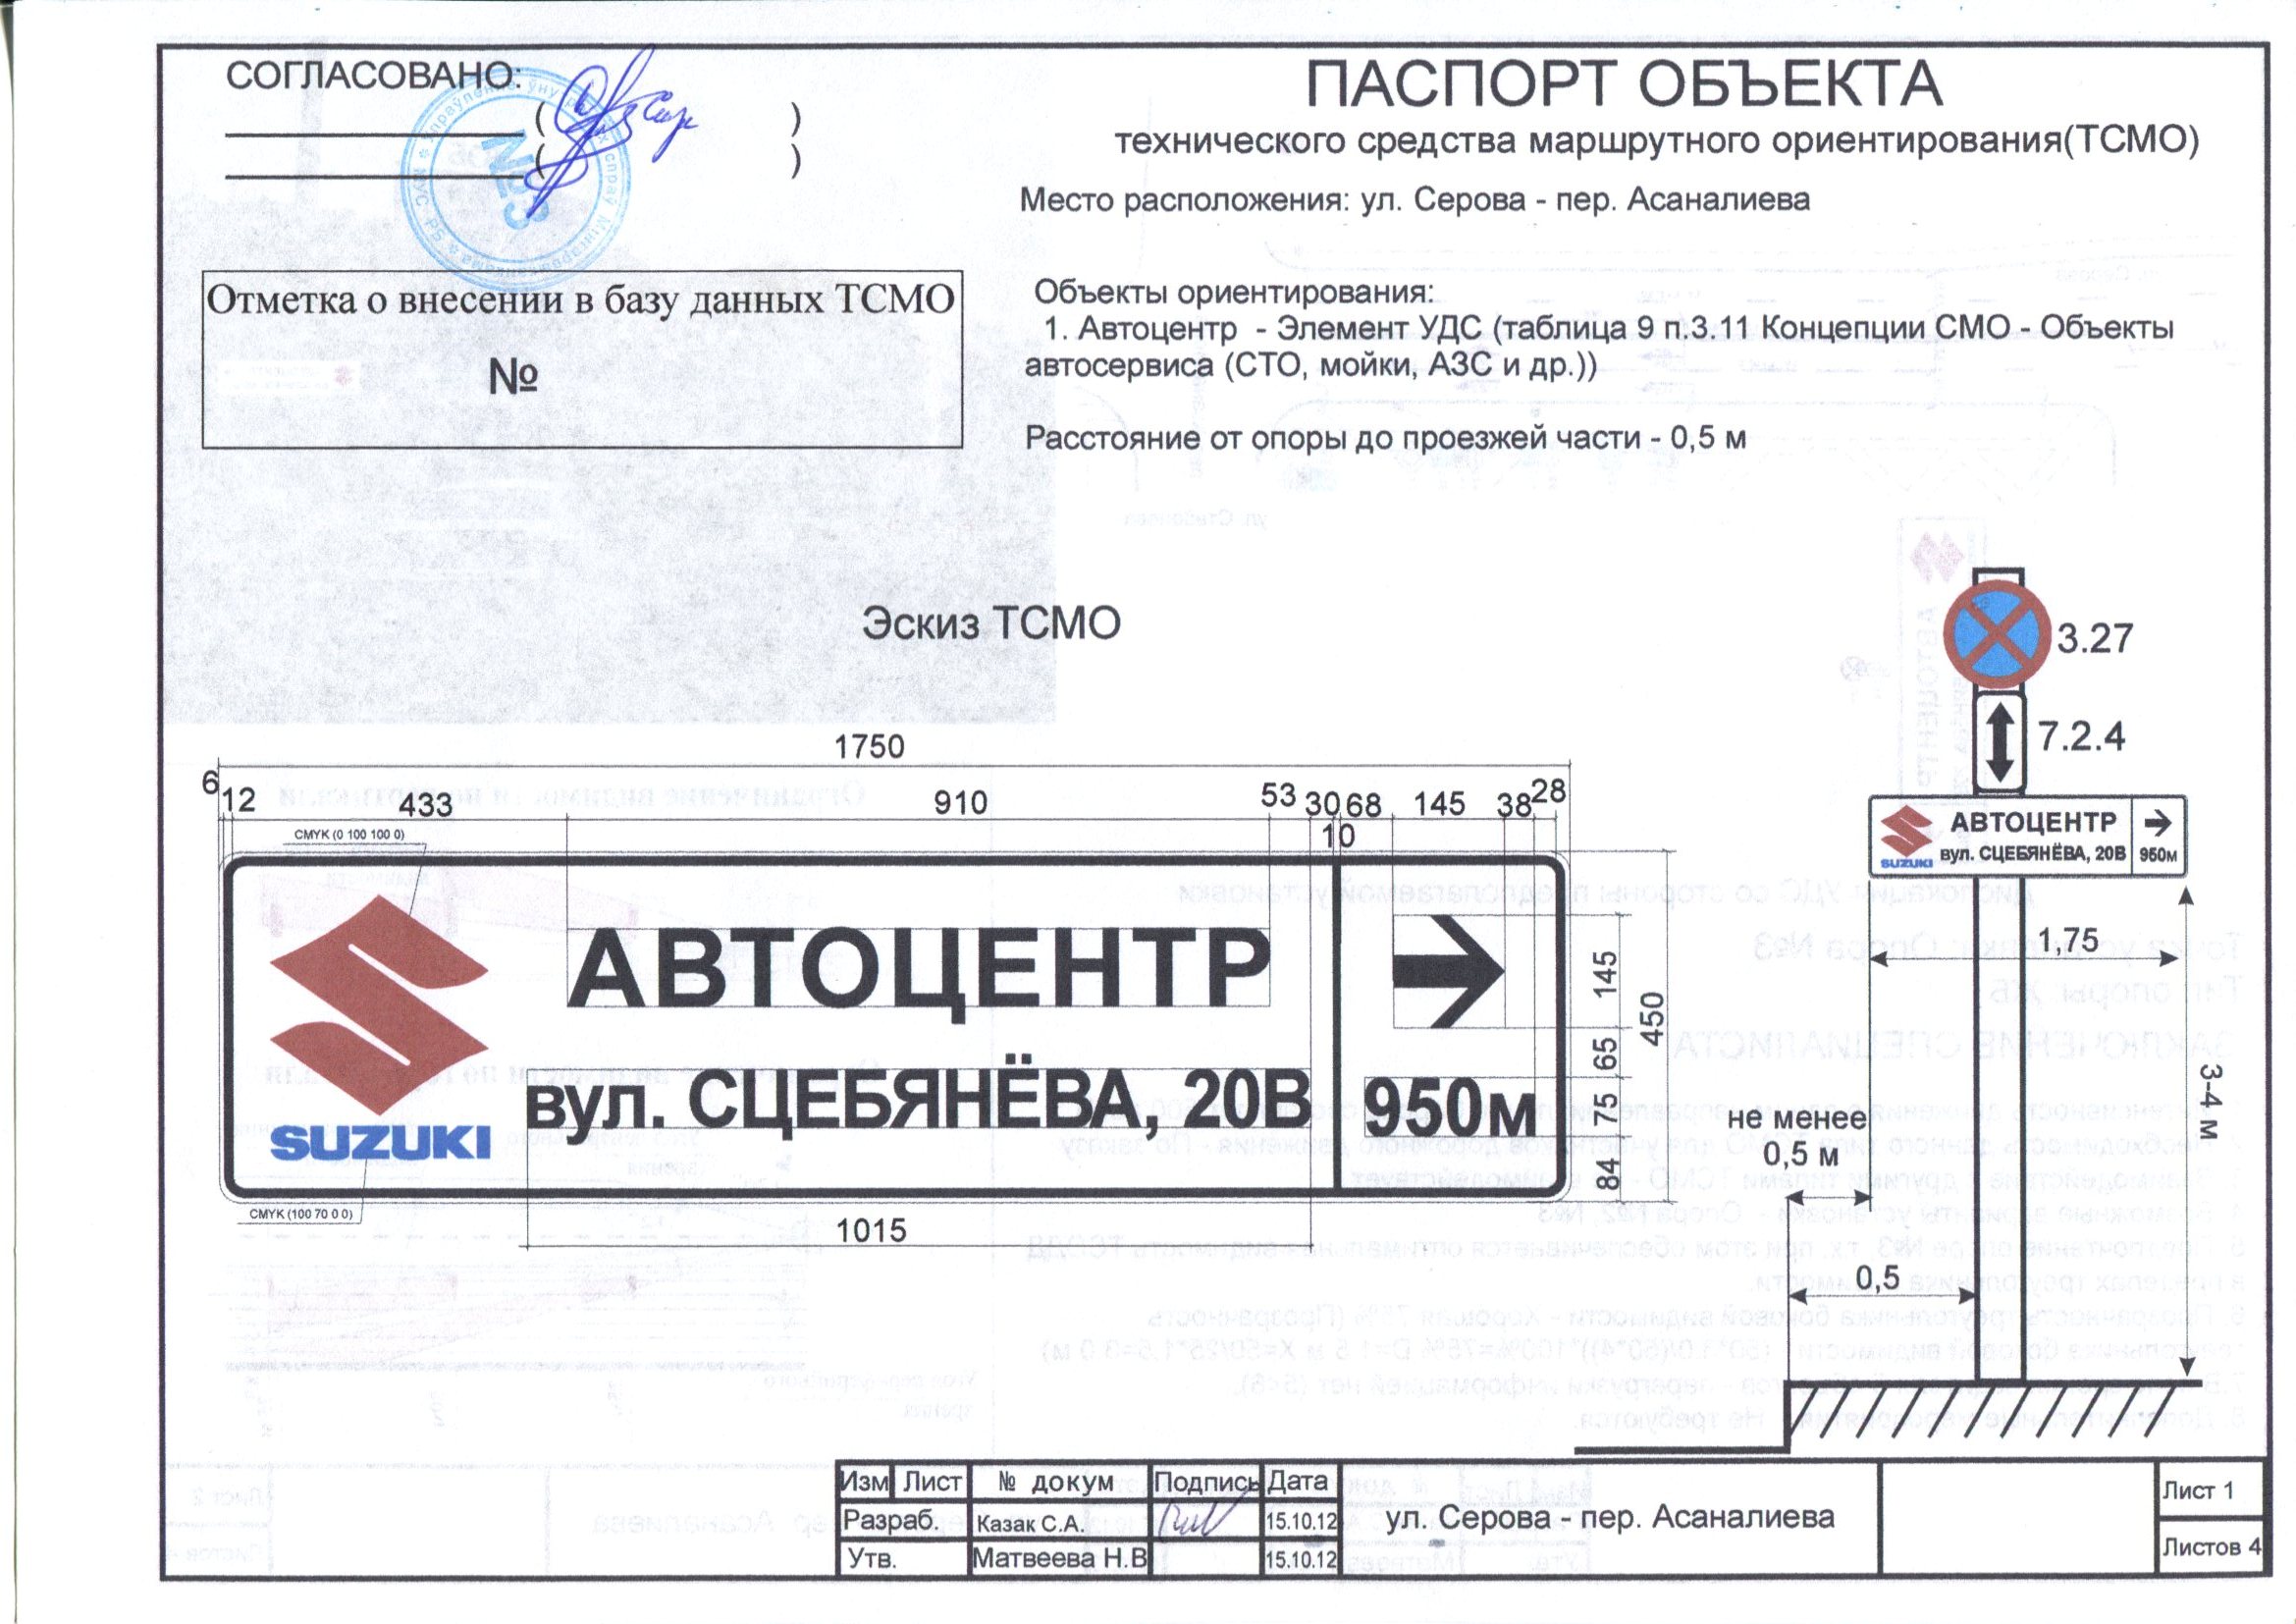 СОГЛАСОВАНО:
ПАСПОРТ ОБЪЕКТА
технического средства маршрутного ориентирования(ТСМО)
Место расположения: ул. Серова - пер. Асаналиева
№3
Отметка о внесении в базу данных ТСМО
№
Объекты ориентирования:
1. Автоцентр - Элемент УДС (таблица 9 п.3.11 Концепции СМО - Объекты
автосервиса (СТО, мойки, АЗС и др.))
Расстояние от опоры до проезжей части - 0,5 м
Эскиз ТСМО
3.27
7.2.4
SUZUKI
АВТОЦЕНТР
вул. СЦЕБЯНЁВА, 20В
950м
1,75
3-4 м
не менее
0,5 м
0,5
1750
6 12 433 910 53 30 68 145 38 28
10
CMYK (0 100 100 0)
АВТОЦЕНТР
вул. СЦЕБЯНЁВА, 20В
950м
SUZUKI
CMYK (100 70 0 0)
1015
145
65
75
84
450
Изм Лист № докум Подпись Дата
Разраб. Казак С.А. 15.10.12
Утв. Матвеева Н.В 15.10.12
ул. Серова - пер. Асаналиева
Лист 1
Листов 4